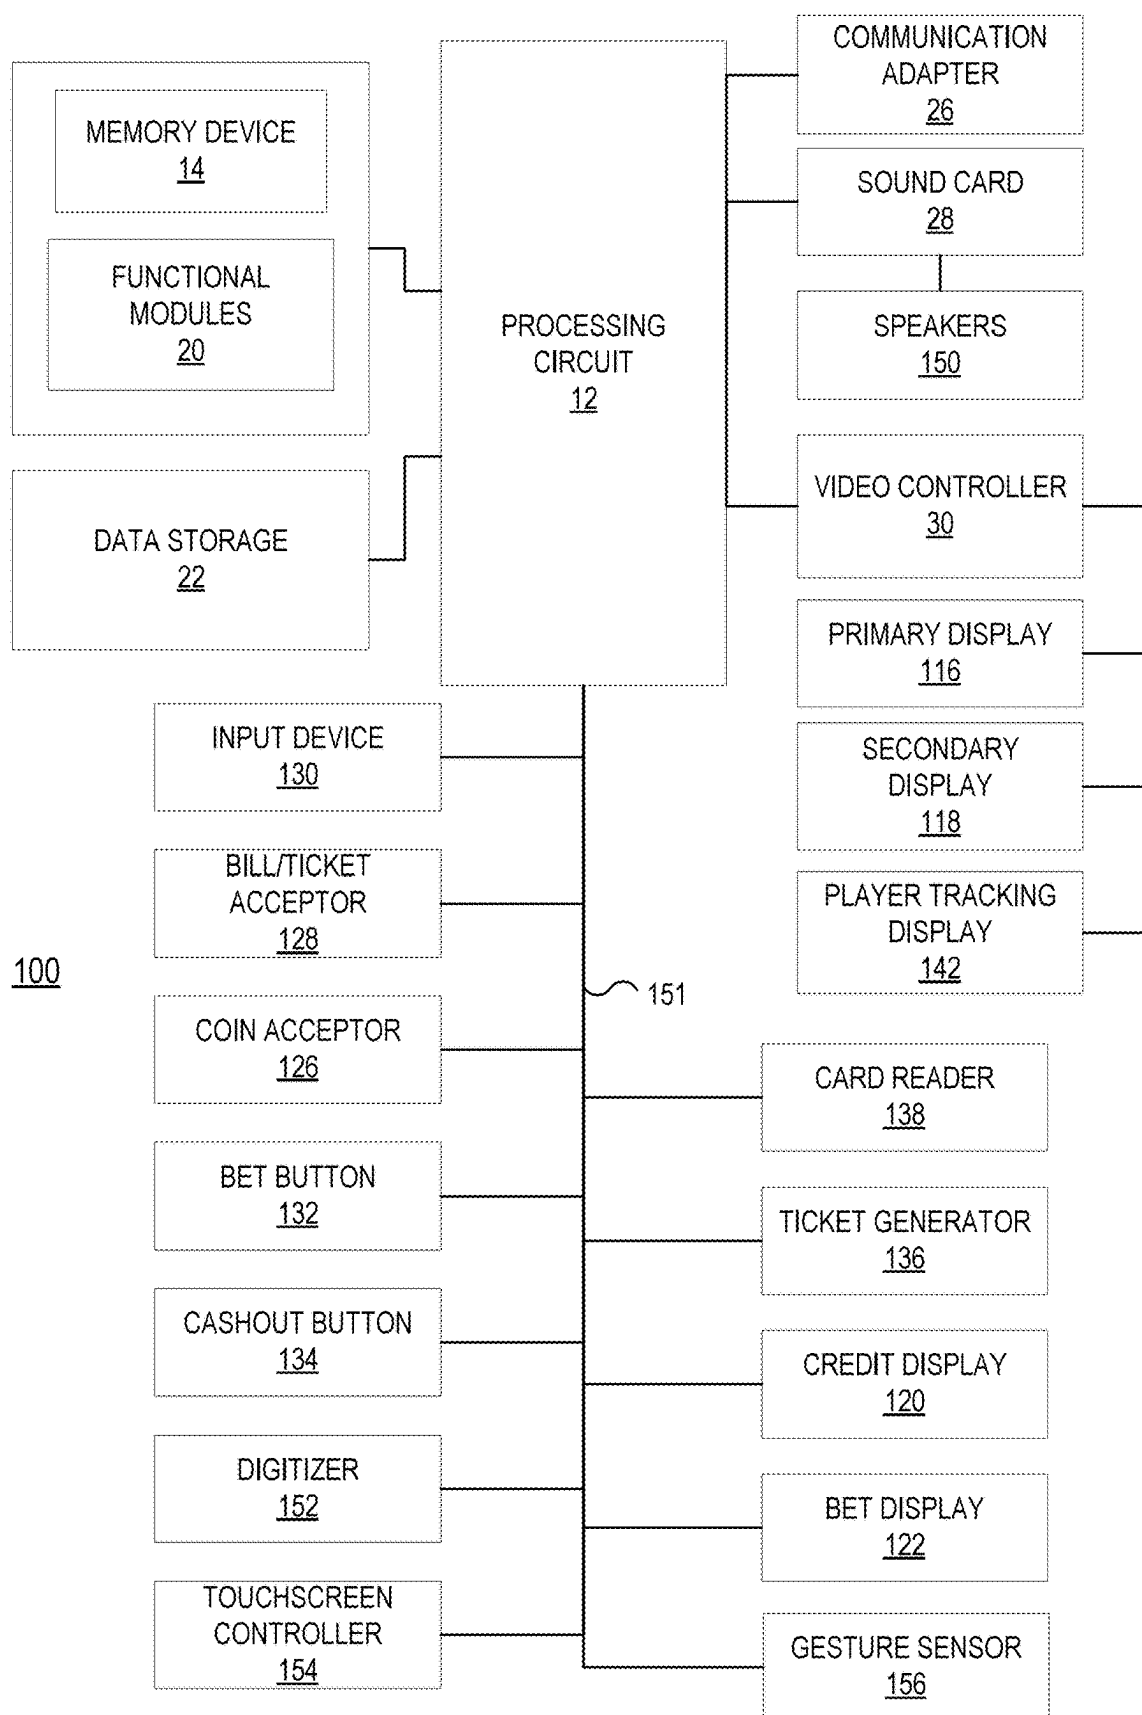 MEMORY DEVICE
14
FUNCTIONAL
MODULES
20
DATA STORAGE
22
PROCESSING
CIRCUIT
12
COMMUNICATION
ADAPTER
26
SOUND CARD
28
SPEAKERS
150
VIDEO CONTROLLER
30
PRIMARY DISPLAY
116
SECONDARY
DISPLAY
118
PLAYER TRACKING
DISPLAY
142
INPUT DEVICE
130
BILL/TICKET
ACCEPTOR
128
100
COIN ACCEPTOR
126
BET BUTTON
132
CASHOUT BUTTON
134
DIGITIZER
152
TOUCHSCREEN
CONTROLLER
154
151
CARD READER
138
TICKET GENERATOR
136
CREDIT DISPLAY
120
BET DISPLAY
122
GESTURE SENSOR
156